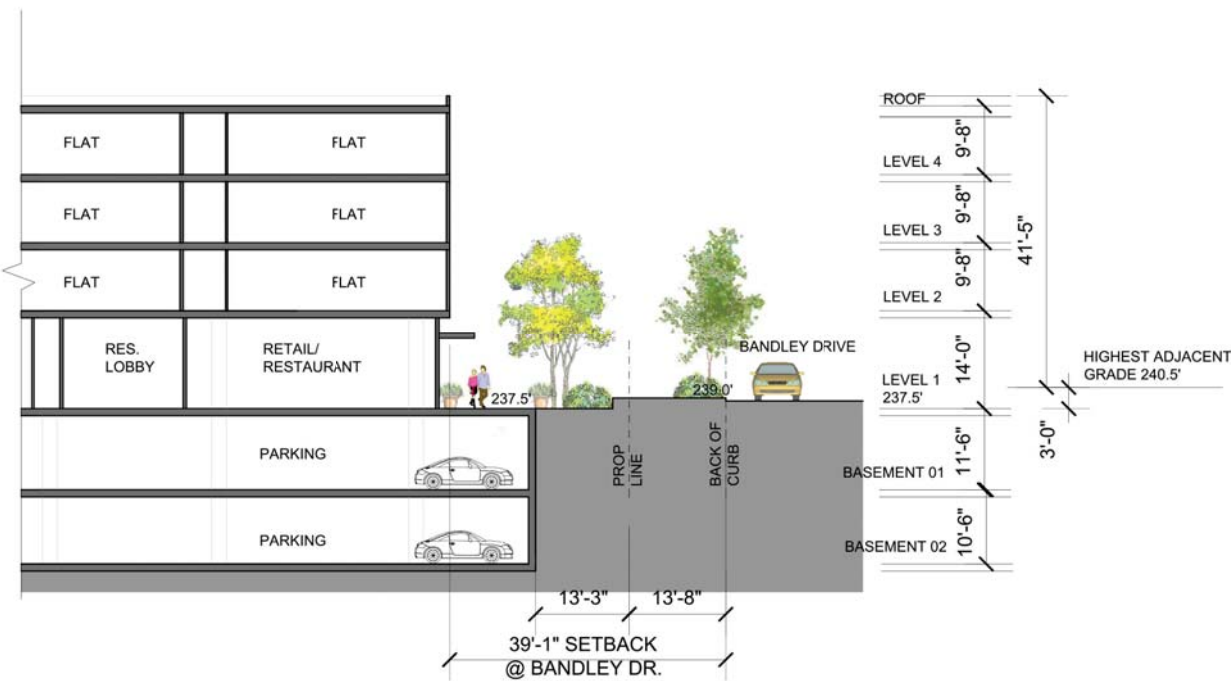 ROOF
FLAT FLAT
9'-8"
LEVEL 4
FLAT FLAT
9'-8"
LEVEL 3
41'-5"
FLAT FLAT
9'-8"
LEVEL 2
RES.
LOBBY
RETAIL/
RESTAURANT
BANDLEY DRIVE
14'-0"
HIGHEST ADJACENT
GRADE 240.5'
LEVEL 1
237.5'
237.5'
239.0'
3'-0"
PARKING
PROP
LINE
BACK OF
CURB
BASEMENT 01
11'-6"
PARKING
BASEMENT 02
10'-6"
13'-3" 13'-8"
39'-1" SETBACK
@ BANDLEY DR.